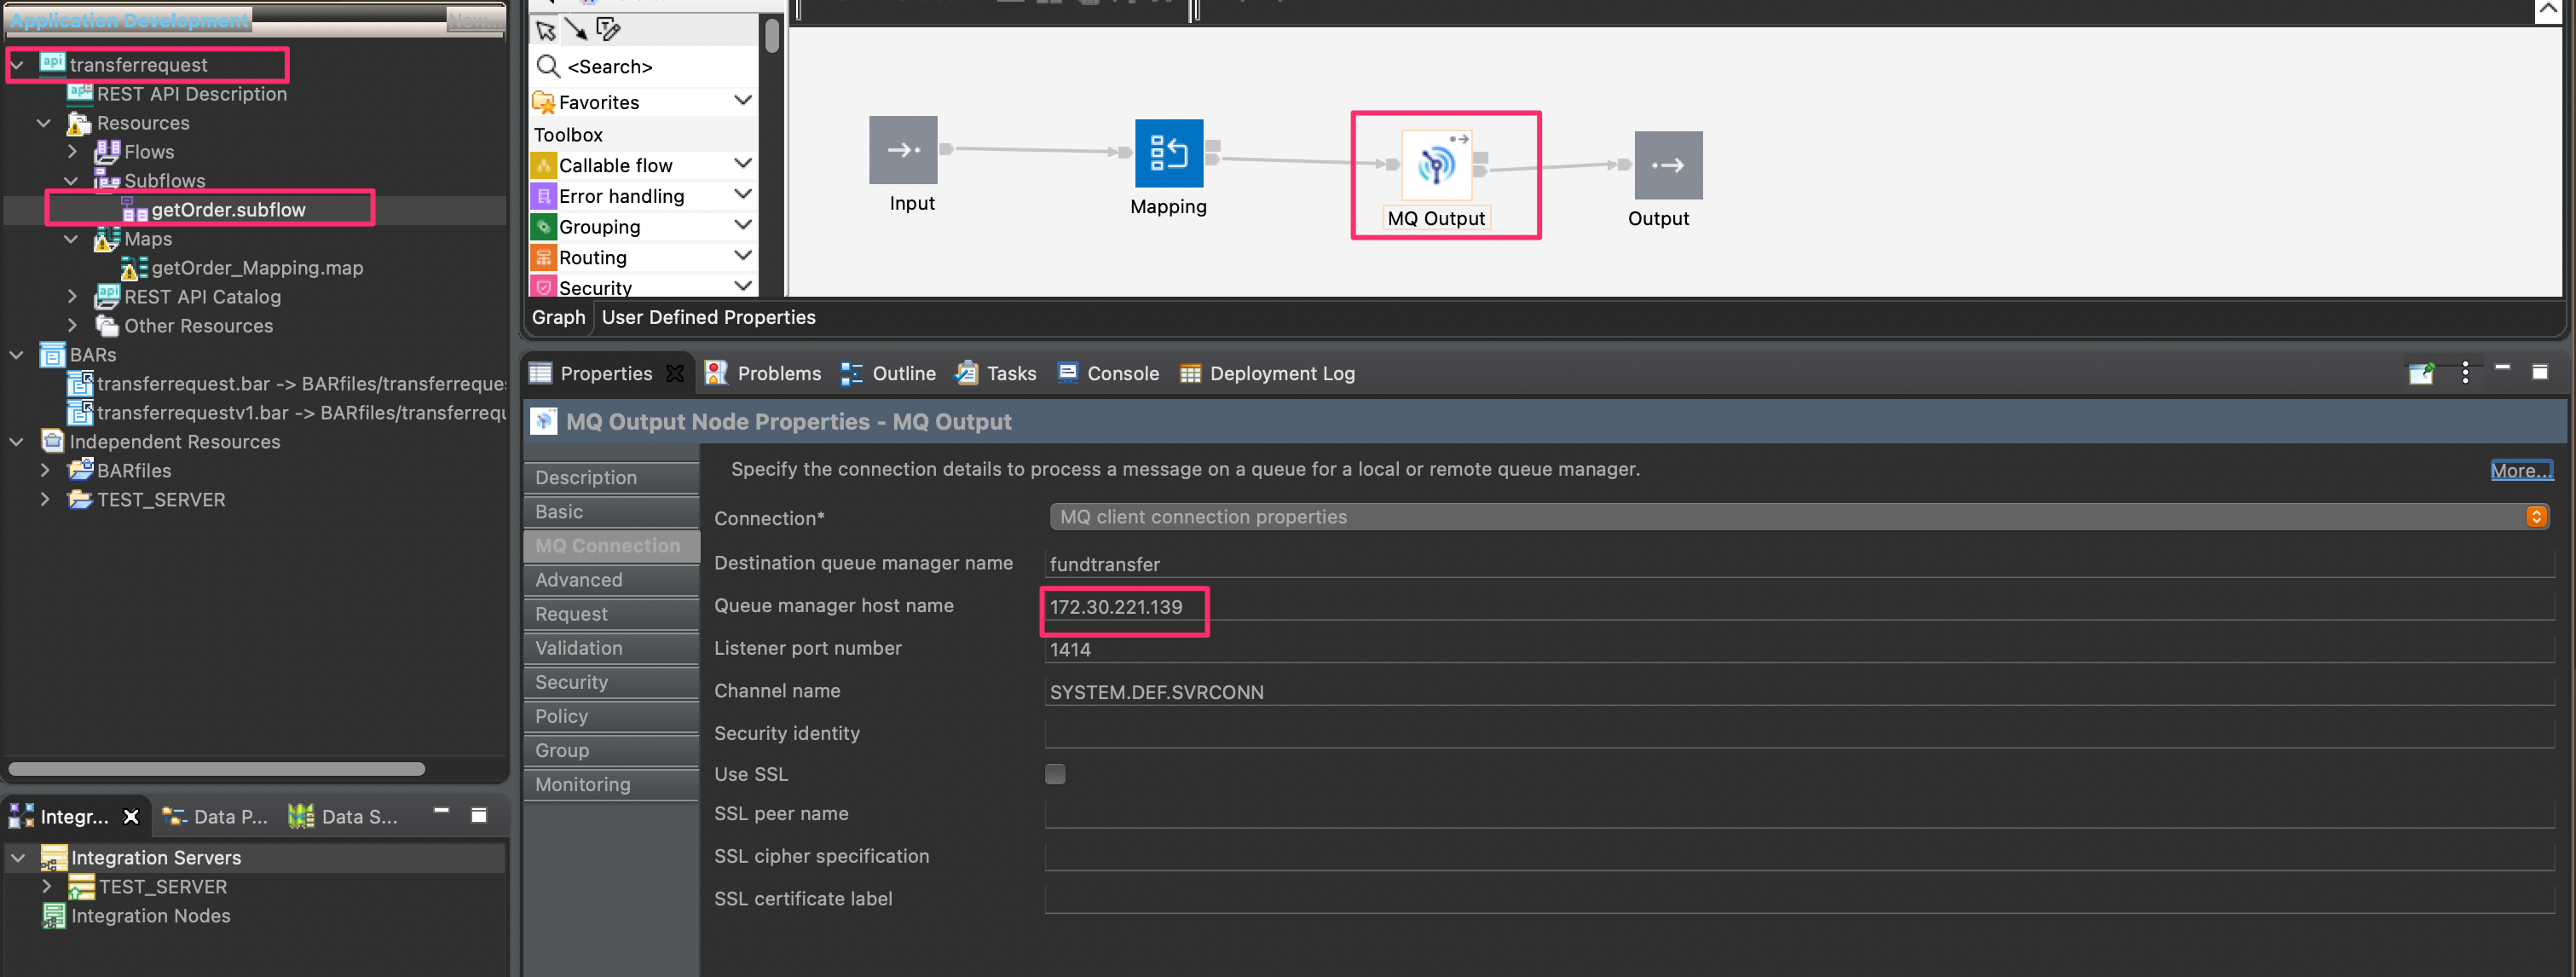 Application Development
New...
transferrequest
REST API Description
Resources
Flows
Subflows
getOrder.subflow
Maps
getOrder_Mapping.map
REST API Catalog
Other Resources
BARs
transferrequest.bar -> BARfiles/transferreque
transferrequestv1.bar -> BARfiles/transferrequ
Independent Resources
BARfiles
TEST_SERVER
Integr...
Data P...
Data S...
Integration Servers
TEST_SERVER
Integration Nodes
<Search>
Favorites
Toolbox
Callable flow
Error handling
Grouping
Routing
Security
Input
Mapping
MQ Output
Output
Graph
User Defined Properties
Properties
Problems
Outline
Tasks
Console
Deployment Log
MQ Output Node Properties - MQ Output
Description
Basic
MQ Connection
Advanced
Request
Validation
Security
Policy
Group
Monitoring
Specify the connection details to process a message on a queue for a local or remote queue manager.
More...
Connection*
MQ client connection properties
Destination queue manager name
fundtransfer
Queue manager host name
172.30.221.139
Listener port number
1414
Channel name
SYSTEM.DEF.SVRCONN
Security identity
Use SSL
SSL peer name
SSL cipher specification
SSL certificate label